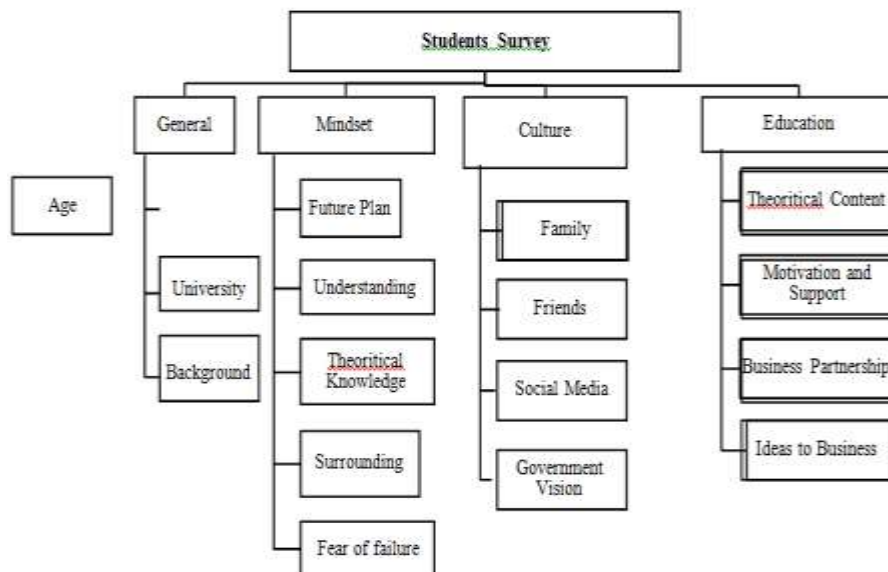 Students Survey
General
Mindset
Culture
Education
Age
University
Background
Future Plan
Understanding
Theoritical
Knowledge
Surrounding
Fear of failure
Family
Friends
Social Media
Government
Vision
Theoritical Content
Motivation and
Support
Business Partnership
Ideas to Business